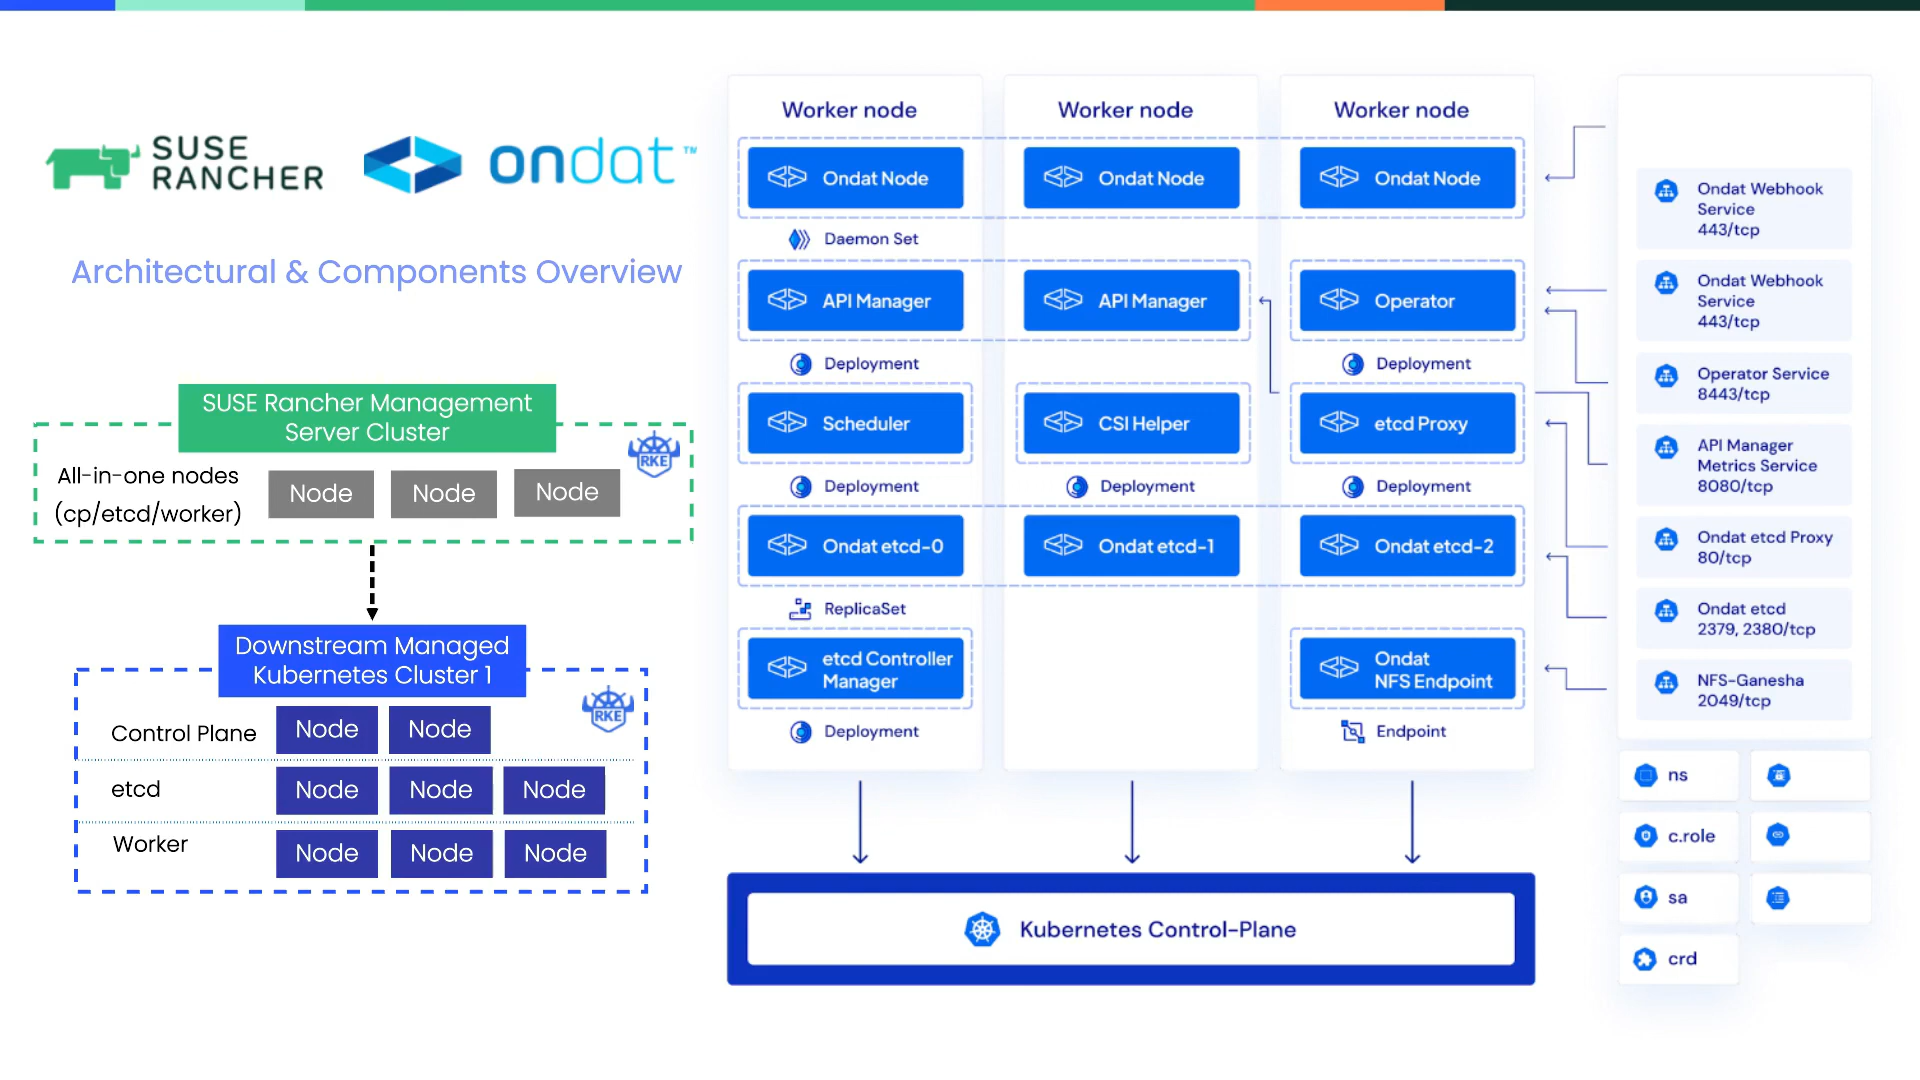 SUSE
RANCHER
ondat™
Architectural & Components Overview
SUSE Rancher Management
Server Cluster
All-in-one nodes
(cp/etcd/worker)
Node
Node
Node
RKE
Downstream Managed
Kubernetes Cluster 1
RKE
Control Plane
Node
Node
etcd
Node
Node
Node
Worker
Node
Node
Node
Worker node
Worker node
Worker node
Ondat Node
Ondat Node
Ondat Node
Daemon Set
API Manager
API Manager
Operator
Deployment
Deployment
Scheduler
CSI Helper
etcd Proxy
Deployment
Deployment
Deployment
Ondat etcd-0
Ondat etcd-1
Ondat etcd-2
ReplicaSet
etcd Controller
Manager
Ondat
NFS Endpoint
Deployment
Endpoint
Kubernetes Control-Plane
Ondat Webhook
Service
443/tcp
Ondat Webhook
Service
443/tcp
Operator Service
8443/tcp
API Manager
Metrics Service
8080/tcp
Ondat etcd Proxy
80/tcp
Ondat etcd
2379, 2380/tcp
NFS-Ganesha
2049/tcp
ns
c.role
sa
crd